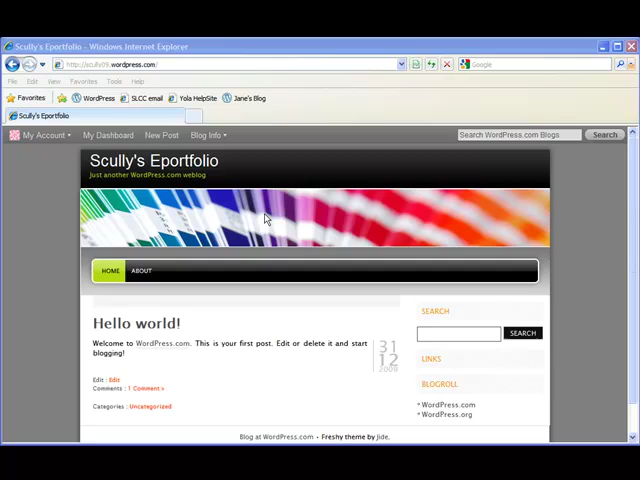 Scully's Eportfolio - Windows Internet Explorer
http://scully09.wordpress.com/
Google
File Edit View Favorites Tools Help
Favorites WordPress SLCC email Yola HelpSite Jane's Blog
Scully's Eportfolio
My Account My Dashboard New Post Blog Info Search WordPress.com Blogs Search
Scully's Eportfolio
Just another WordPress.com weblog
HOME ABOUT
SEARCH
Hello world!
SEARCH
Welcome to WordPress.com. This is your first post. Edit or delete it and start
blogging!
31
12
2009
LINKS
Edit : Edit
BLOGROLL
Comments : 1 Comment »
WordPress.com
Categories : Uncategorized
WordPress.org
Blog at WordPress.com • Freshy theme by Jide.